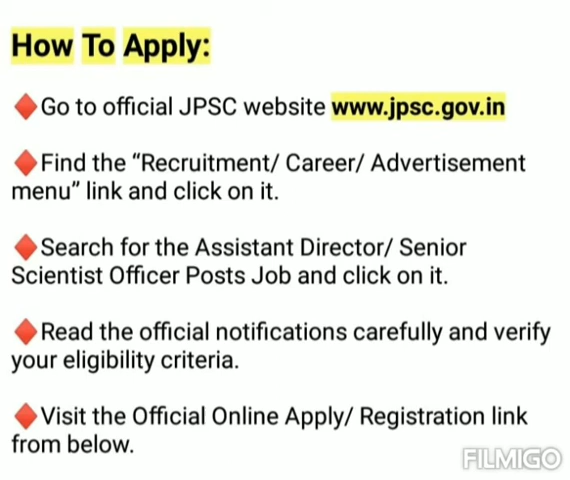 How To Apply:
♦Go to official JPSC website www.jpsc.gov.in
♦Find the “Recruitment/ Career/ Advertisement
menu” link and click on it.
♦Search for the Assistant Director/ Senior
Scientist Officer Posts Job and click on it.
♦Read the official notifications carefully and verify
your eligibility criteria.
♦Visit the Official Online Apply/ Registration link
from below.
FILMIGO